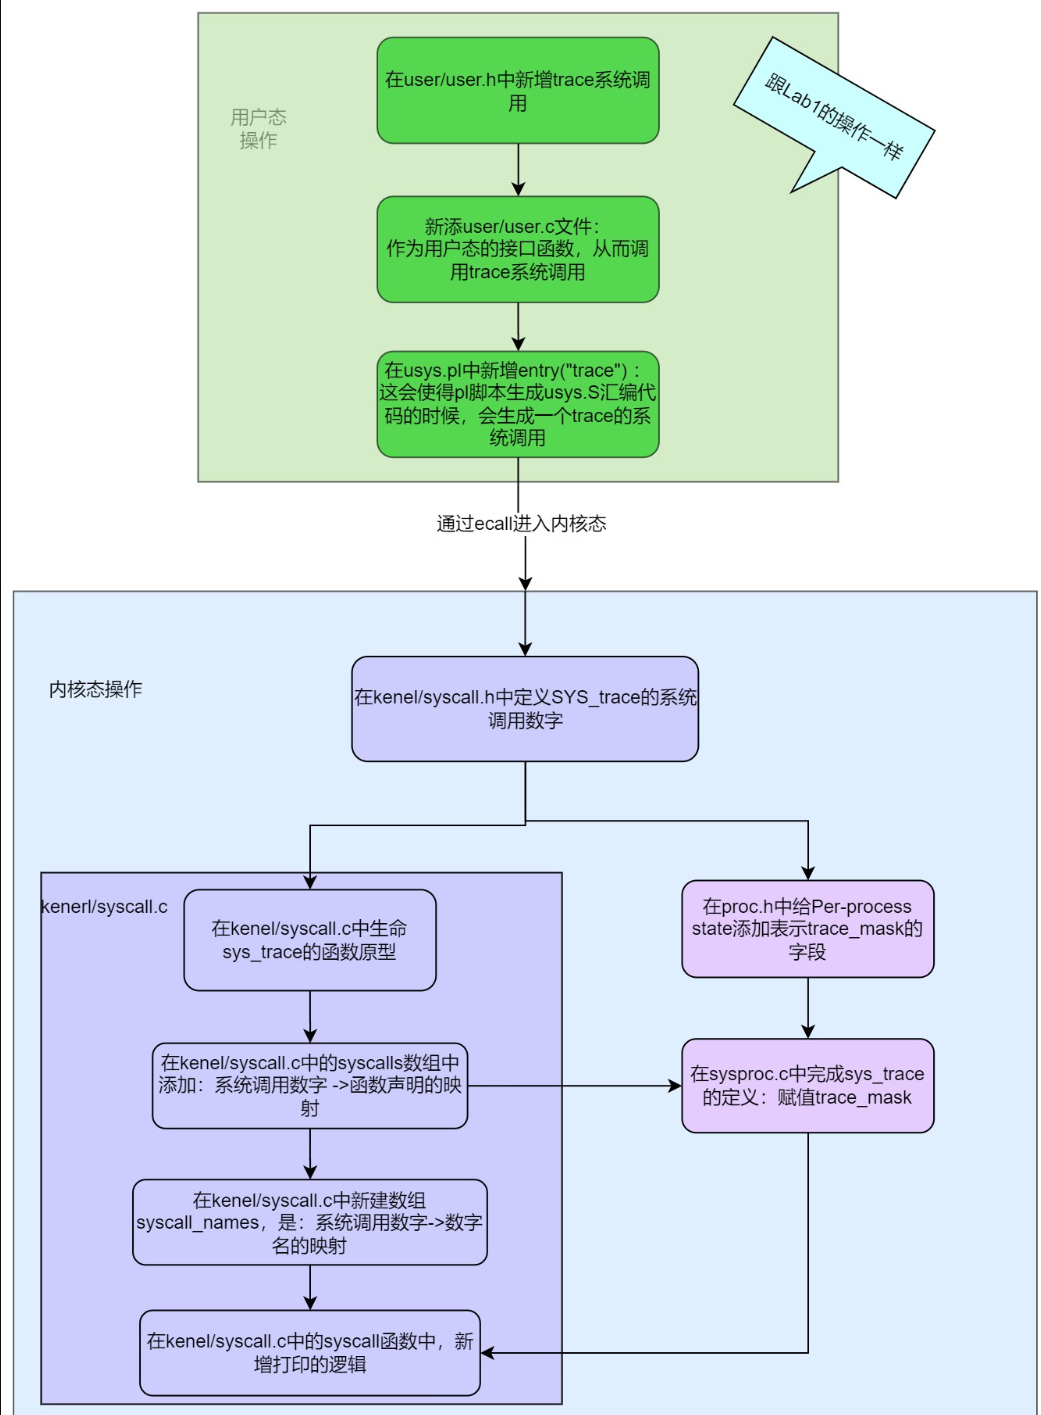 在user/user.h中新增trace系统调
用
用户态
操作
跟Lab1的操作一样
新添user/user.c文件：
作为用户态的接口函数，从而调
用trace系统调用
在usys.pl中新增entry("trace")：
这会使得pl脚本生成usys.S汇编代
码的时候，会生成一个trace的系
统调用
通过ecall进入内核态
内核态操作
在kenel/syscall.h中定义SYS_trace的系统
调用数字
kenerl/syscall.c
在kenel/syscall.c中生命
sys_trace的函数原型
在proc.h中给Per-process
state添加表示trace_mask的
字段
在kenel/syscall.c中的syscalls数组中
添加：系统调用数字 ->函数声明的映
射
在sysproc.c中完成sys_trace
的定义：赋值trace_mask
在kenel/syscall.c中新建数组
syscall_names，是：系统调用数字->数字
名的映射
在kenel/syscall.c中的syscall函数中，新
增打印的逻辑